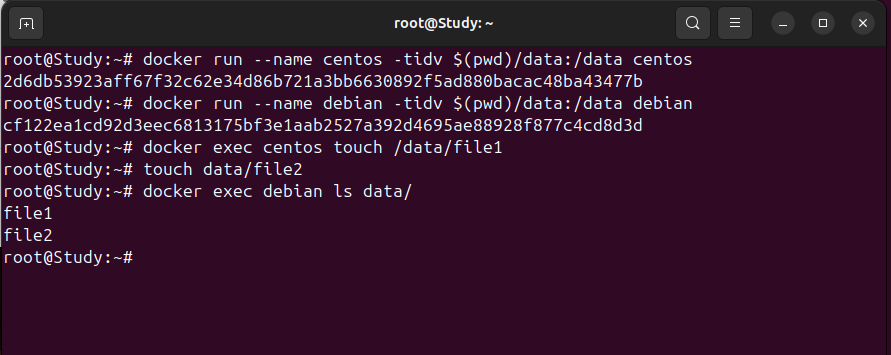 root@Study: ~
root@Study:~# docker run --name centos -tidv $(pwd)/data:/data centos
2d6db53923aff67f32c62e34d86b721a3bb6630892f5ad880bacac48ba43477b
root@Study:~# docker run --name debian -tidv $(pwd)/data:/data debian
cf122ea1cd92d3eec6813175bf3e1aab2527a392d4695ae88928f877c4cd8d3d
root@Study:~# docker exec centos touch /data/file1
root@Study:~# touch data/file2
root@Study:~# docker exec debian ls data/
file1
file2
root@Study:~#